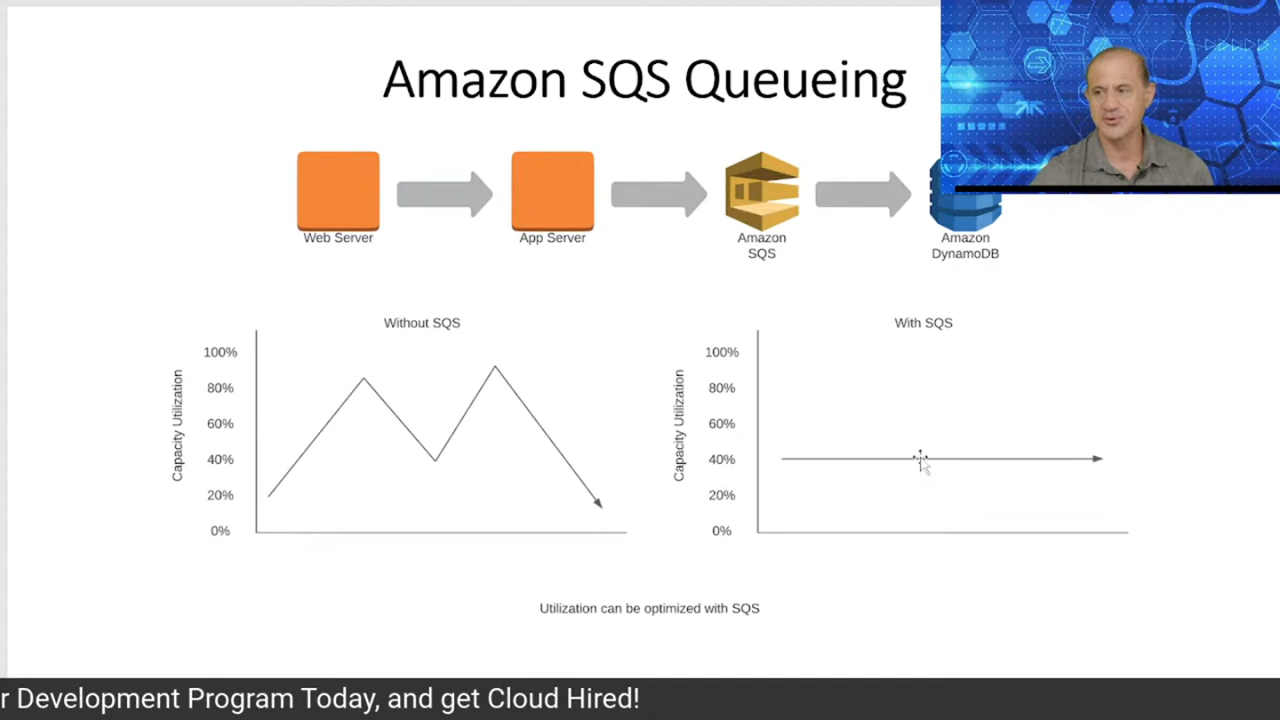 Amazon SQS Queueing
Web Server
App Server
Amazon
SQS
Amazon
DynamoDB
Without SQS
100%
80%
60%
40%
20%
0%
Capacity Utilization
With SQS
100%
80%
60%
40%
20%
0%
Capacity Utilization
Utilization can be optimized with SQS
r Development Program Today, and get Cloud Hired!